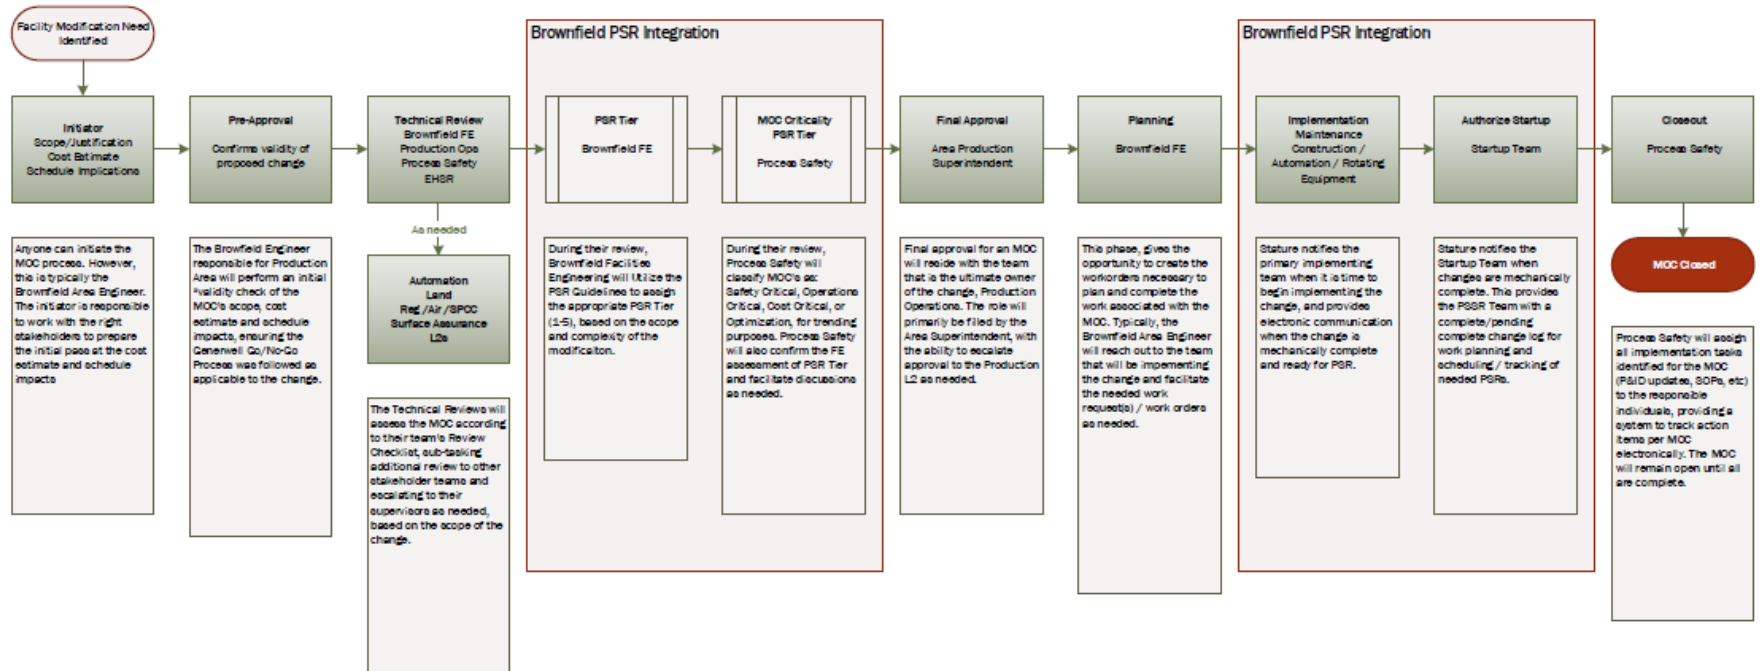 Facility Modification Need
Identified
Brownfield PSR Integration
Brownfield PSR Integration
Initiator
Scope/Justification
Cost Estimate
Schedule Implications
Pre-Approval
Confirms validity of
proposed change
Technical Review
Brownfield FE
Production Ops
Process Safety
EHSR
PSR Tier
Brownfield FE
MOC Criticality
PSR Tier
Process Safety
Final Approval
Area Production
Superintendent
Planning
Brownfield FE
Implementation
Maintenance
Construction /
Automation / Rotating
Equipment
Authorize Startup
Startup Team
Closeout
Process Safety
As needed
Automation
Land
Reg /Air /SPCC
Surface Assurance
L2s
MOC Closed
Anyone can initiate the
MOC process. However,
this is typically the
Brownfield Area Engineer.
The initiator is responsible
to work with the right
stakeholders to prepare
the initial pass at the cost
estimate and schedule
impacts
The Browfield Engineer
responsible for Production
Area will perform an initial
"validity check of the
MOC's scope, cost
estimate and schedule
impacts, ensuring the
Generwell Go/No-Go
Process was followed as
applicable to the change.
The Technical Reviews will
assess the MOC according
to their team's Review
Checklist, sub-tasking
additional review to other
stakeholder teams and
escalating to their
supervisors as needed,
based on the scope of the
change.
During their review,
Brownfield Facilities
Engineering will Utilize the
PSR Guidelines to assign
the appropriate PSR Tier
(1-5), based on the scope
and complexity of the
modificaiton.
During their review,
Process Safety will
classify MOC's as:
Safety Critical, Operations
Critical, Cost Critical, or
Optimization, for trending
purposes. Process Safety
will also confirm the FE
assessment of PSR Tier
and facilitate discussions
as needed.
Final approval for an MOC
will reside with the team
that is the ultimate owner
of the change, Production
Operations. The role will
primarily be filled by the
Area Superintendent, with
the ability to escalate
approval to the Production
L2 as needed.
This phase, gives the
opportunity to create the
workorders necessary to
plan and complete the
work associated with the
MOC. Typically, the
Brownfield Area Engineer
will reach out to the team
that will be impementing
the change and facilitate
the needed work
request(s) / work orders
as needed.
Stature notifies the
primary implementing
team when it is time to
begin implementing the
change, and provides
electronic communication
when the change is
mechanically complete
and ready for PSR.
Stature notifies the
Startup Team when
changes are mechanically
complete. This provides
the PSSR Team with a
complete/pending
complete change log for
work planning and
scheduling / tracking of
needed PSRs.
Process Safety will assign
all implementation tasks
identified for the MOC
(P&ID updates, SOPs, etc)
to the responsible
individuals, providing a
system to track action
items per MOC
electronically. The MOC
will remain open until all
are complete.